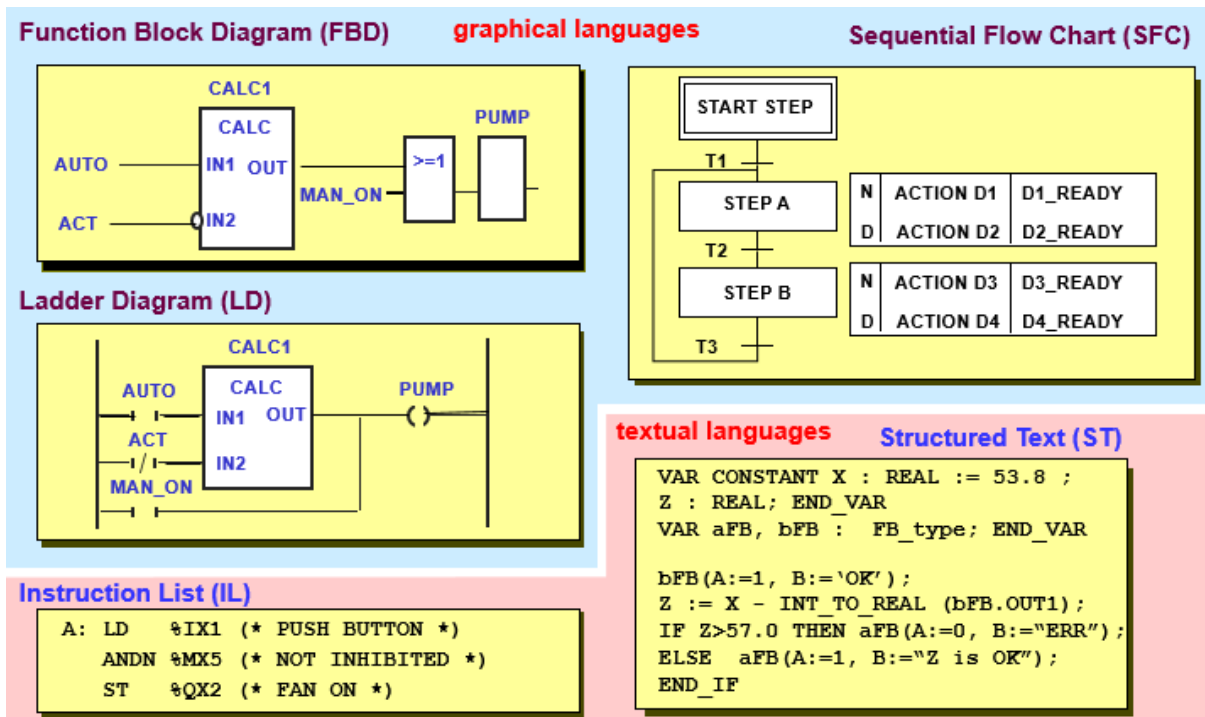 Function Block Diagram (FBD)
graphical languages
Sequential Flow Chart (SFC)
CALC1
CALC
PUMP
AUTO
IN1 OUT
>=1
MAN_ON
ACT
IN2
START STEP
T1
STEP A
N ACTION D1 D1_READY
D ACTION D2 D2_READY
T2
STEP B
N ACTION D3 D3_READY
D ACTION D4 D4_READY
T3
Ladder Diagram (LD)
CALC1
AUTO
CALC
PUMP
IN1 OUT
ACT
IN2
MAN_ON
textual languages
Structured Text (ST)
VAR CONSTANT X : REAL := 53.8 ;
Z : REAL; END_VAR
VAR aFB, bFB : FB_type; END_VAR
bFB(A:=1, B:=‘OK’);
Z := X - INT_TO_REAL (bFB.OUT1);
IF Z>57.0 THEN aFB(A:=0, B:=“ERR”);
ELSE aFB(A:=1, B:=“Z is OK”);
END_IF
Instruction List (IL)
A: LD %IX1 (* PUSH BUTTON *)
ANDN %MX5 (* NOT INHIBITED *)
ST %QX2 (* FAN ON *)